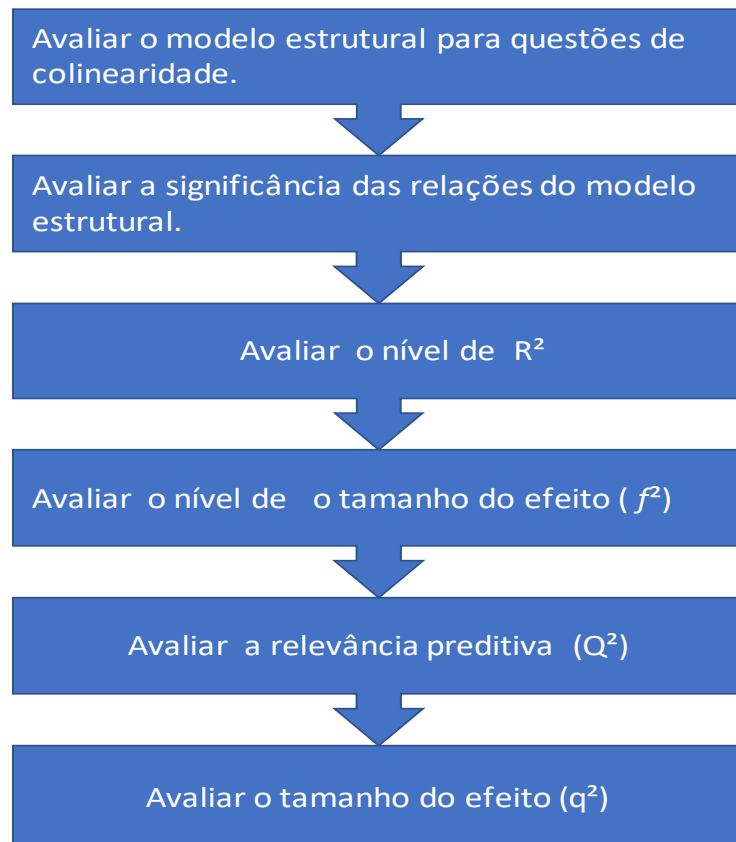 Avaliar o modelo estrutural para questões de
colinearidade.
Avaliar a significância das relações do modelo
estrutural.
Avaliar o nível de R²
Avaliar o nível de o tamanho do efeito ( f²)
Avaliar a relevância preditiva (Q²)
Avaliar o tamanho do efeito (q²)